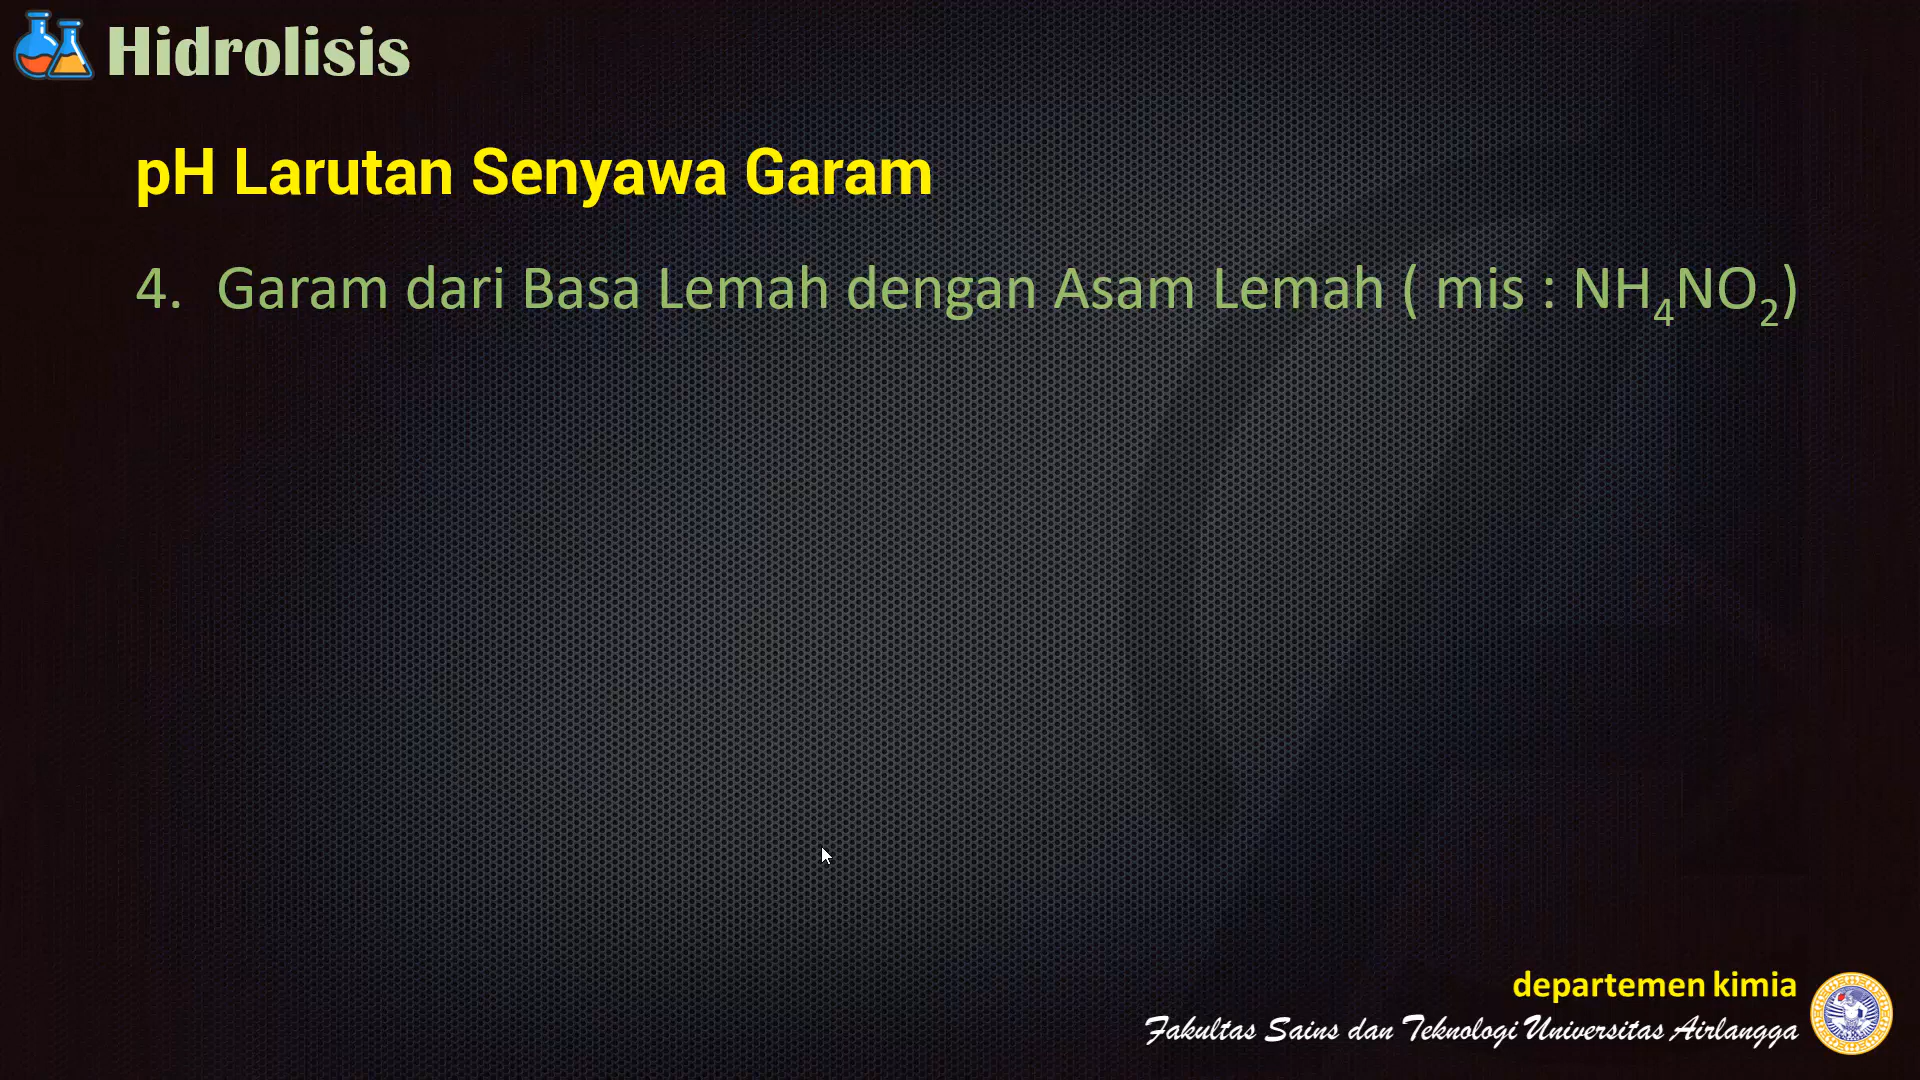 Hidrolisis
pH Larutan Senyawa Garam
4. Garam dari Basa Lemah dengan Asam Lemah ( mis : NH₄NO₂)
departemen kimia
Fakultas Sains dan Teknologi Universitas Airlangga